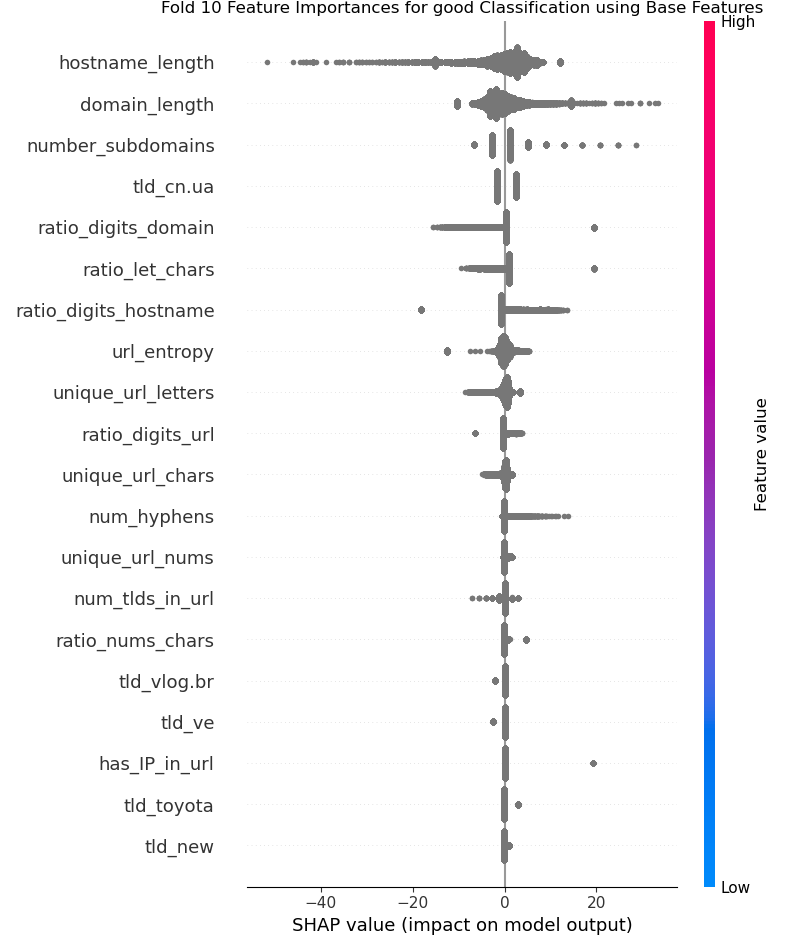 Fold 10 Feature Importances for good Classification using Base Features
High
hostname_length
domain_length
number_subdomains
tld_cn.ua
ratio_digits_domain
ratio_let_chars
ratio_digits_hostname
url_entropy
unique_url_letters
ratio_digits_url
unique_url_chars
num_hyphens
unique_url_nums
num_tlds_in_url
ratio_nums_chars
tld_vlog.br
tld_ve
has_IP_in_url
tld_toyota
tld_new
Feature value
Low
−40 −20 0 20
SHAP value (impact on model output)